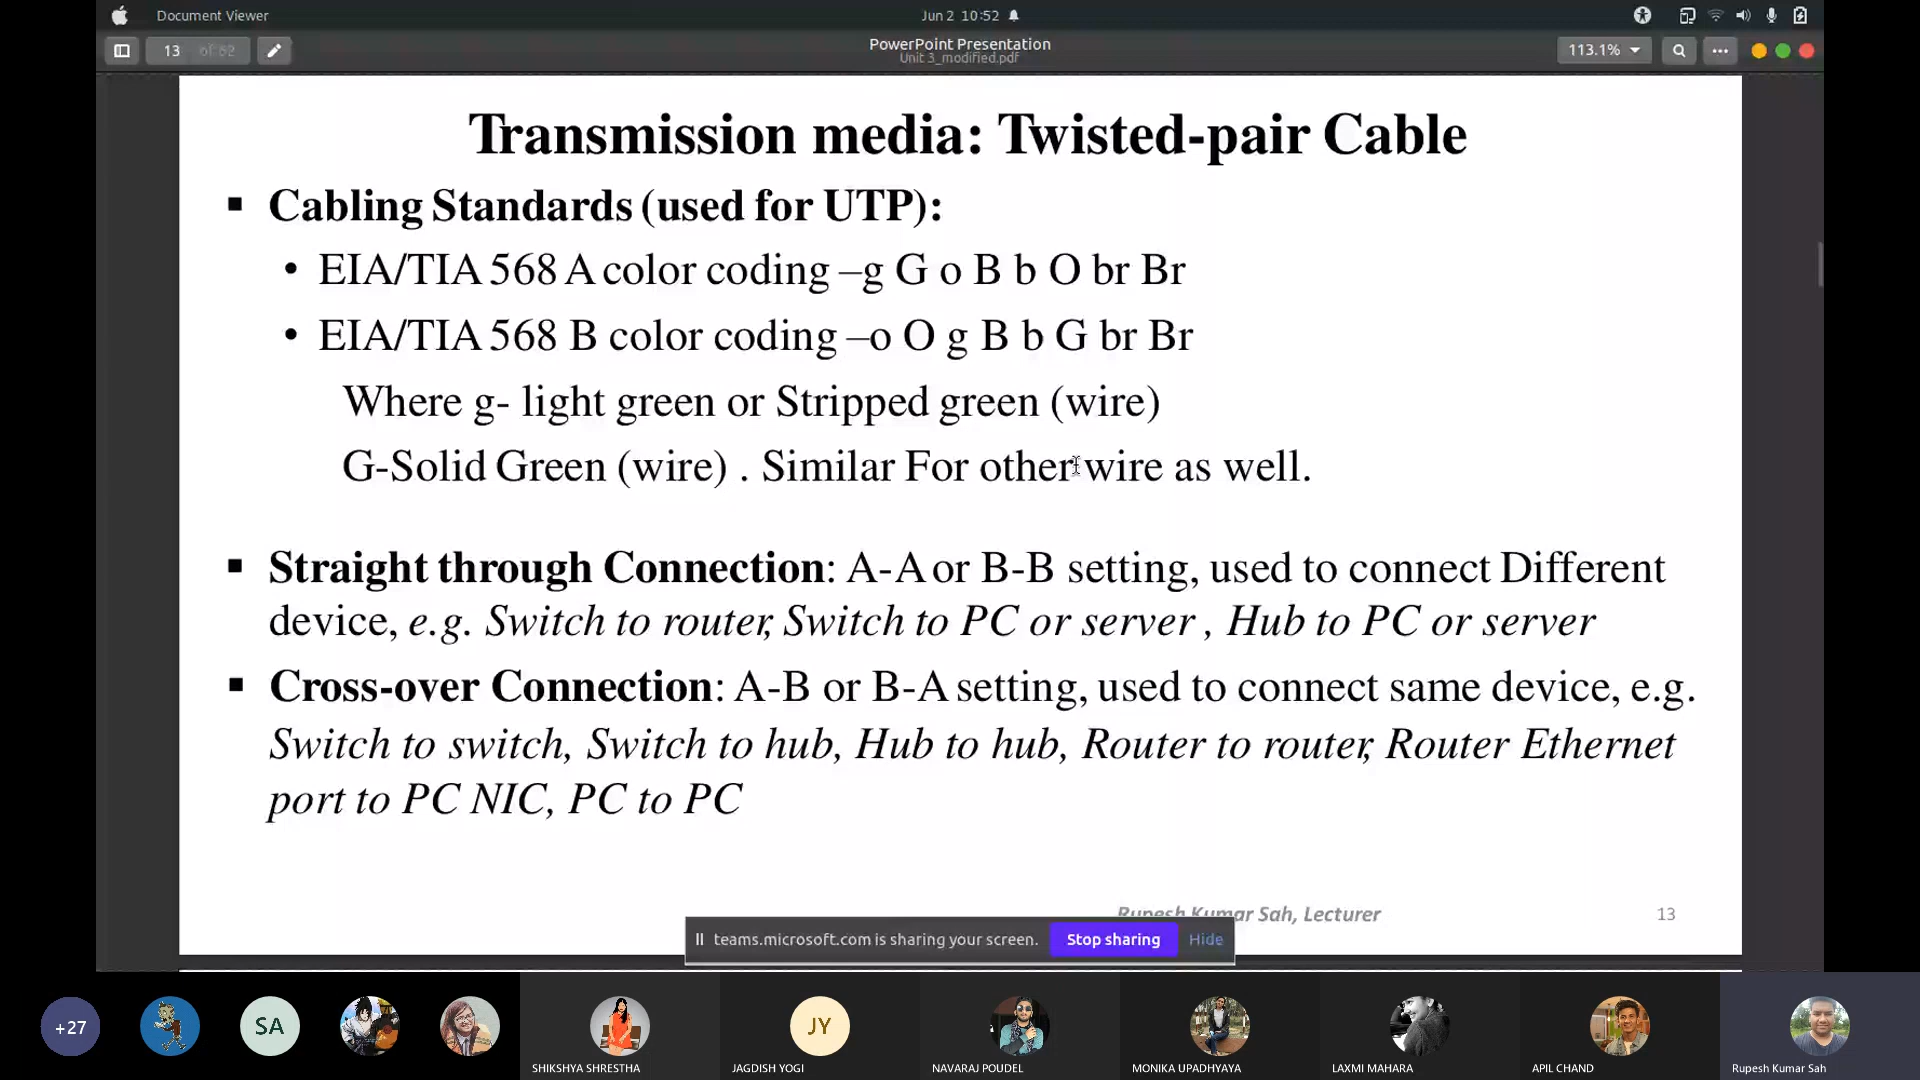 Document Viewer
Jun 2 10:52
13 of 82
PowerPoint Presentation
Unit 3_modified.pdf
113.1%
Transmission media: Twisted-pair Cable
▪ Cabling Standards (used for UTP):
• EIA/TIA 568 A color coding –g G o B b O br Br
• EIA/TIA 568 B color coding –o O g B b G br Br
Where g- light green or Stripped green (wire)
G-Solid Green (wire) . Similar For other wire as well.
▪ Straight through Connection: A-A or B-B setting, used to connect Different
device, e.g. Switch to router, Switch to PC or server , Hub to PC or server
▪ Cross-over Connection: A-B or B-A setting, used to connect same device, e.g.
Switch to switch, Switch to hub, Hub to hub, Router to router, Router Ethernet
port to PC NIC, PC to PC
Rupesh Kumar Sah, Lecturer
13
teams.microsoft.com is sharing your screen. Stop sharing Hide
+27
SA
JY
SHIKSHYA SHRESTHA
JAGDISH YOGI
NAVARAJ POUDEL
MONIKA UPADHYAYA
LAXMI MAHARA
APIL CHAND
Rupesh Kumar Sah